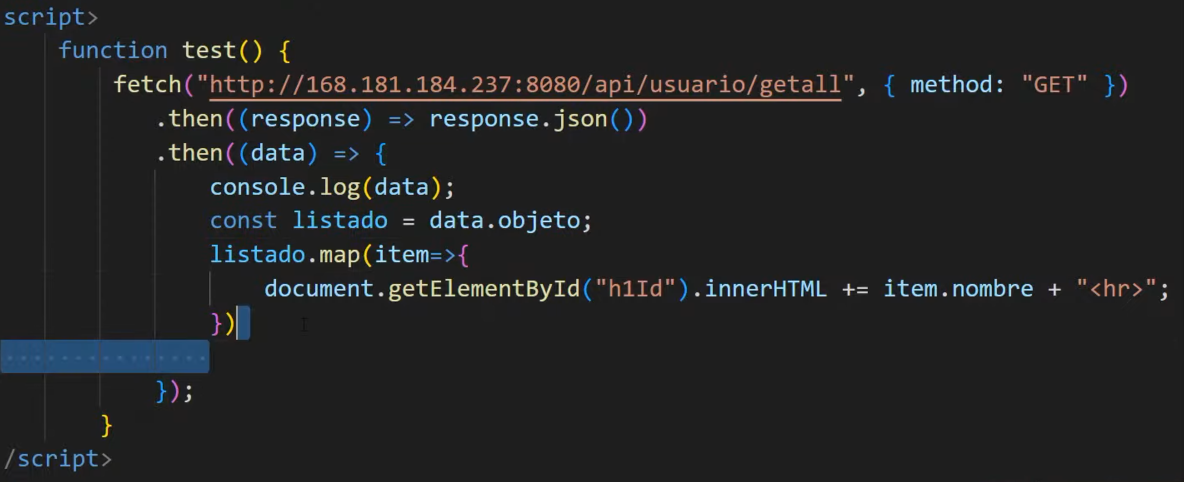 script>
function test() {
fetch("http://168.181.184.237:8080/api/usuario/getall", { method: "GET" })
.then((response) => response.json())
.then((data) => {
console.log(data);
const listado = data.objeto;
listado.map(item=>{
document.getElementById("h1Id").innerHTML += item.nombre + "<hr>";
})
});
}
/script>